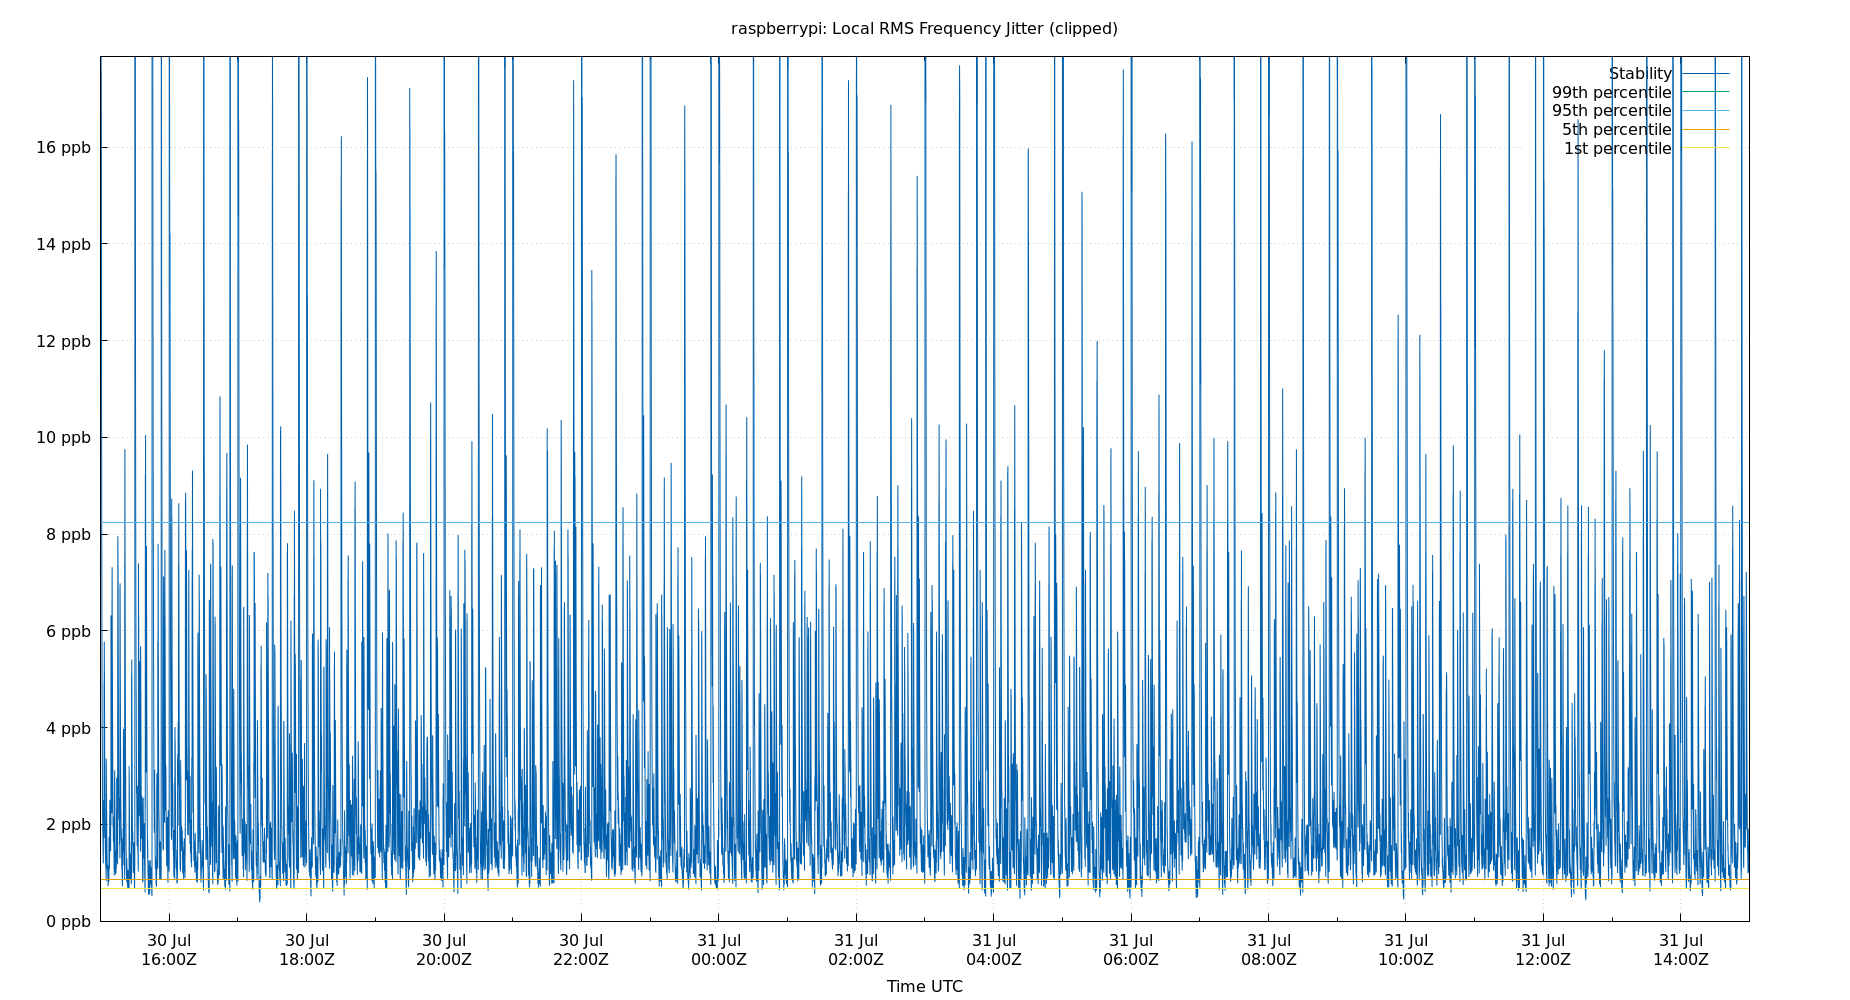 raspberrypi: Local RMS Frequency Jitter (clipped)
Stability
99th percentile
95th percentile
5th percentile
1st percentile
16 ppb
14 ppb
12 ppb
10 ppb
8 ppb
6 ppb
4 ppb
2 ppb
0 ppb
30 Jul 30 Jul 30 Jul 30 Jul 31 Jul 31 Jul 31 Jul 31 Jul 31 Jul 31 Jul 31 Jul 31 Jul
16:00Z 18:00Z 20:00Z 22:00Z 00:00Z 02:00Z 04:00Z 06:00Z 08:00Z 10:00Z 12:00Z 14:00Z
Time UTC